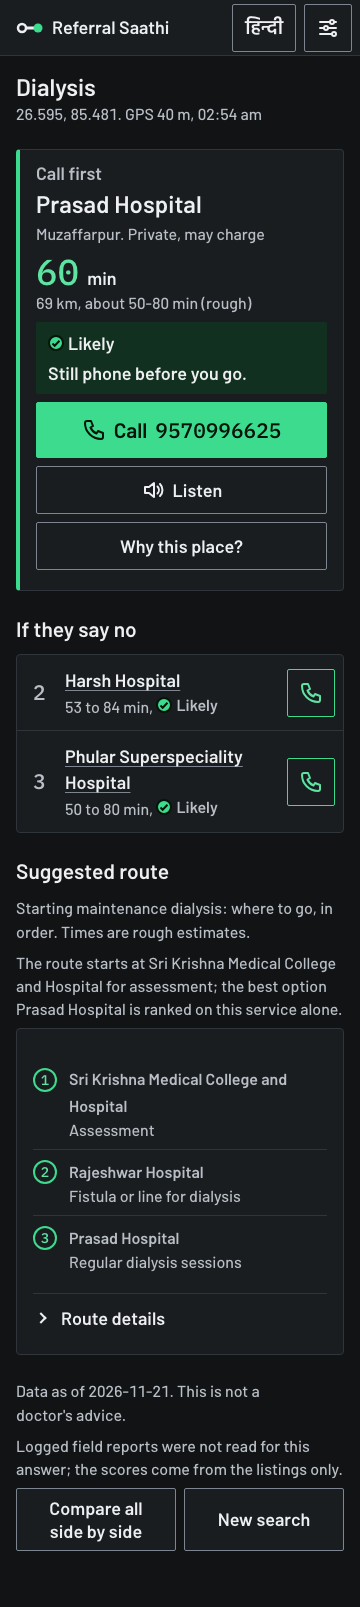 Referral Saathi
हिन्दी
Dialysis
26.595, 85.481. GPS 40 m, 02:54 am
Call first
Prasad Hospital
Muzaffarpur. Private, may charge
60 min
69 km, about 50-80 min (rough)
Likely
Still phone before you go.
Call 9570996625
Listen
Why this place?
If they say no
2
Harsh Hospital
53 to 84 min, Likely
3
Phular Superspeciality
Hospital
50 to 80 min, Likely
Suggested route
Starting maintenance dialysis: where to go, in
order. Times are rough estimates.
The route starts at Sri Krishna Medical College
and Hospital for assessment; the best option
Prasad Hospital is ranked on this service alone.
1 Sri Krishna Medical College and
Hospital
Assessment
2 Rajeshwar Hospital
Fistula or line for dialysis
3 Prasad Hospital
Regular dialysis sessions
Route details
Data as of 2026-11-21. This is not a
doctor's advice.
Logged field reports were not read for this
answer; the scores come from the listings only.
Compare all
side by side
New search